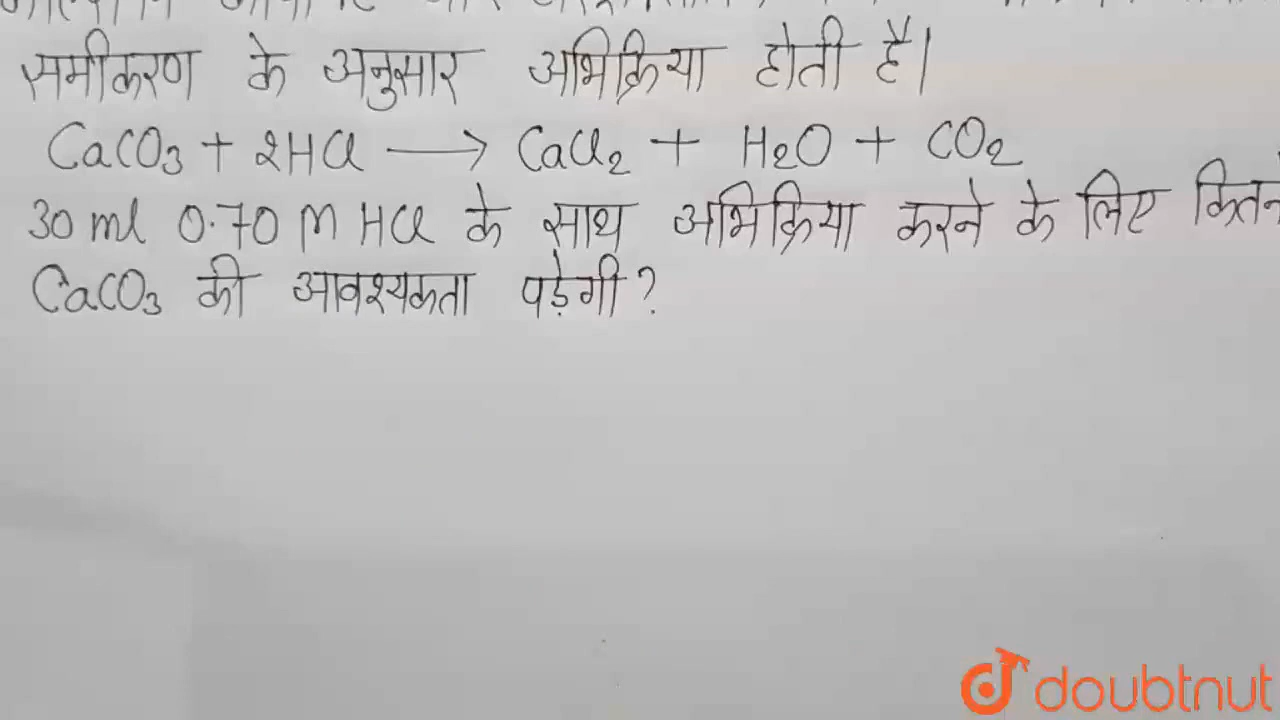 समीकरण के अनुसार अभिक्रिया होती है।
CaCO3 + 2HCl ⟶ CaCl2 + H2O + CO2
30 ml 0.70 M HCl के साथ अभिक्रिया करने के लिए
CaCO3 की आवश्यकता पड़ेगी?
doubtnut